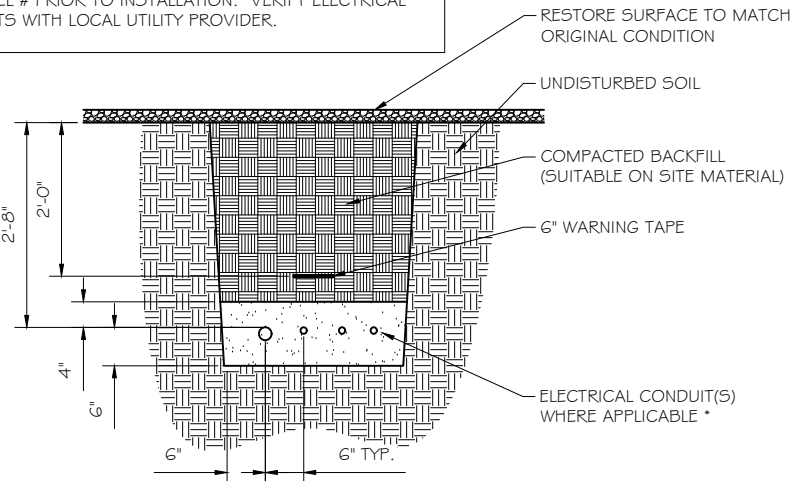 PRIOR TO INSTALLATION. VERIFY ELECTRICAL
WITH LOCAL UTILITY PROVIDER.
RESTORE SURFACE TO MATCH
ORIGINAL CONDITION
UNDISTURBED SOIL
COMPACTED BACKFILL
(SUITABLE ON SITE MATERIAL)
2'-8"
2'-0"
6" WARNING TAPE
4"
6"
ELECTRICAL CONDUIT(S)
WHERE APPLICABLE *
6"
6" TYP.